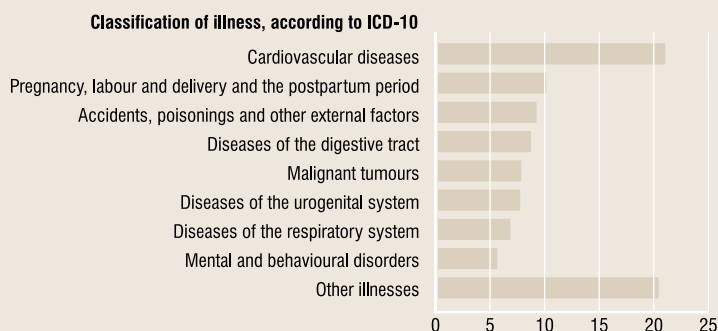 Classification of illness, according to ICD-10
Cardiovascular diseases
Pregnancy, labour and delivery and the postpartum period
Accidents, poisonings and other external factors
Diseases of the digestive tract
Malignant tumours
Diseases of the urogenital system
Diseases of the respiratory system
Mental and behavioural disorders
Other illnesses
0 5 10 15 20 25